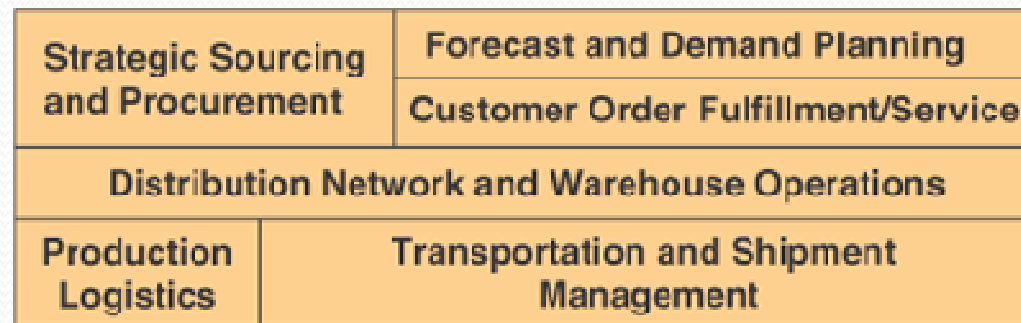 Strategic Sourcing
and Procurement
Forecast and Demand Planning
Customer Order Fulfillment/Service
Distribution Network and Warehouse Operations
Production
Logistics
Transportation and Shipment
Management